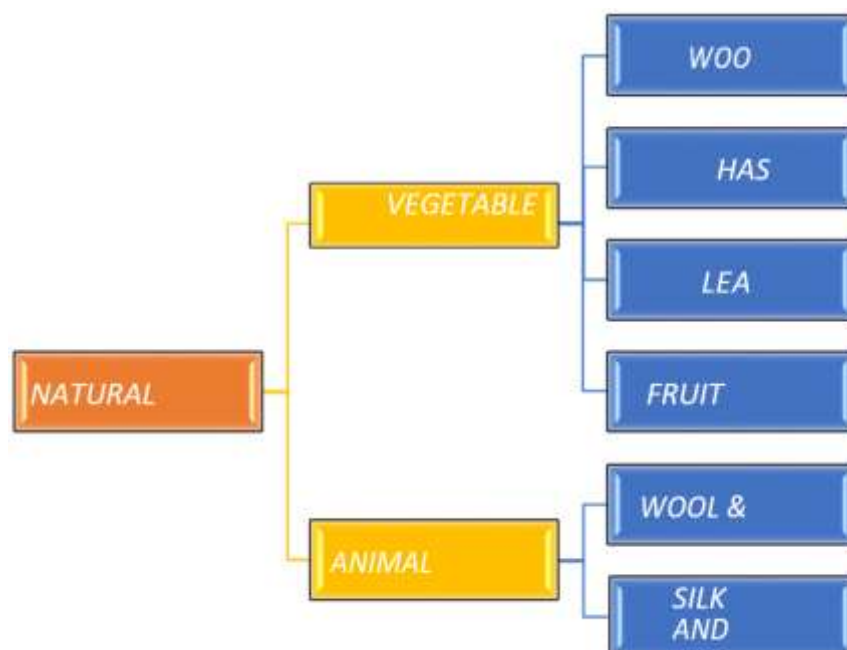 NATURAL
VEGETABLE
WOO
HAS
LEA
FRUIT
ANIMAL
WOOL &
SILK
AND